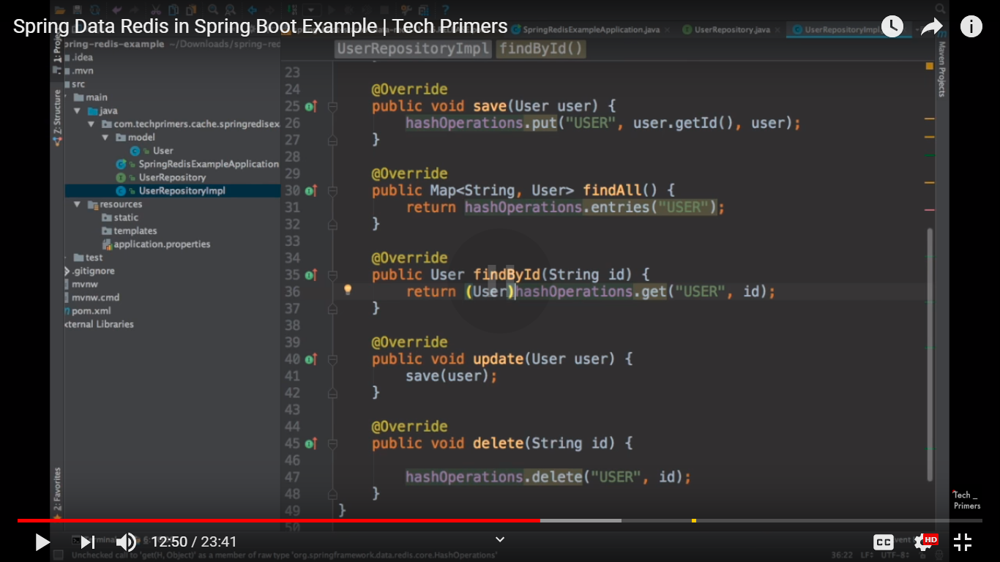 Spring Data Redis in Spring Boot Example | Tech Primers
SpringRedisExampleApplication.java
UserRepository.java
UserRepositoryImpl
pring-redis-example ~/Downloads/spring-red
UserRepositoryImpl findById()
1: Proje
Z: Structure
2: Favorites
Maven Projects
.idea
.mvn
src
main
java
com.techprimers.cache.springredisex
model
User
SpringRedisExampleApplication
UserRepository
UserRepositoryImpl
resources
static
templates
application.properties
test
.gitignore
mvnw
mvnw.cmd
pom.xml
xternal Libraries
23
24 @Override
25 public void save(User user) {
26 hashOperations.put("USER", user.getId(), user);
27 }
28
29 @Override
30 public Map<String, User> findAll() {
31 return hashOperations.entries("USER");
32 }
33
34 @Override
35 public User findById(String id) {
36 return (User)hashOperations.get("USER", id);
37 }
38
39 @Override
40 public void update(User user) {
41 save(user);
42 }
43
44 @Override
45 public void delete(String id) {
46
47 hashOperations.delete("USER", id);
48 }
49 }
50
Tech _
Primers
12:50 / 23:41
CC
HD
Unchecked call to 'get(H, Object)' as a member of raw type 'org.springframework.data.redis.core.HashOperations'
36:22 LF÷ UTF-8÷